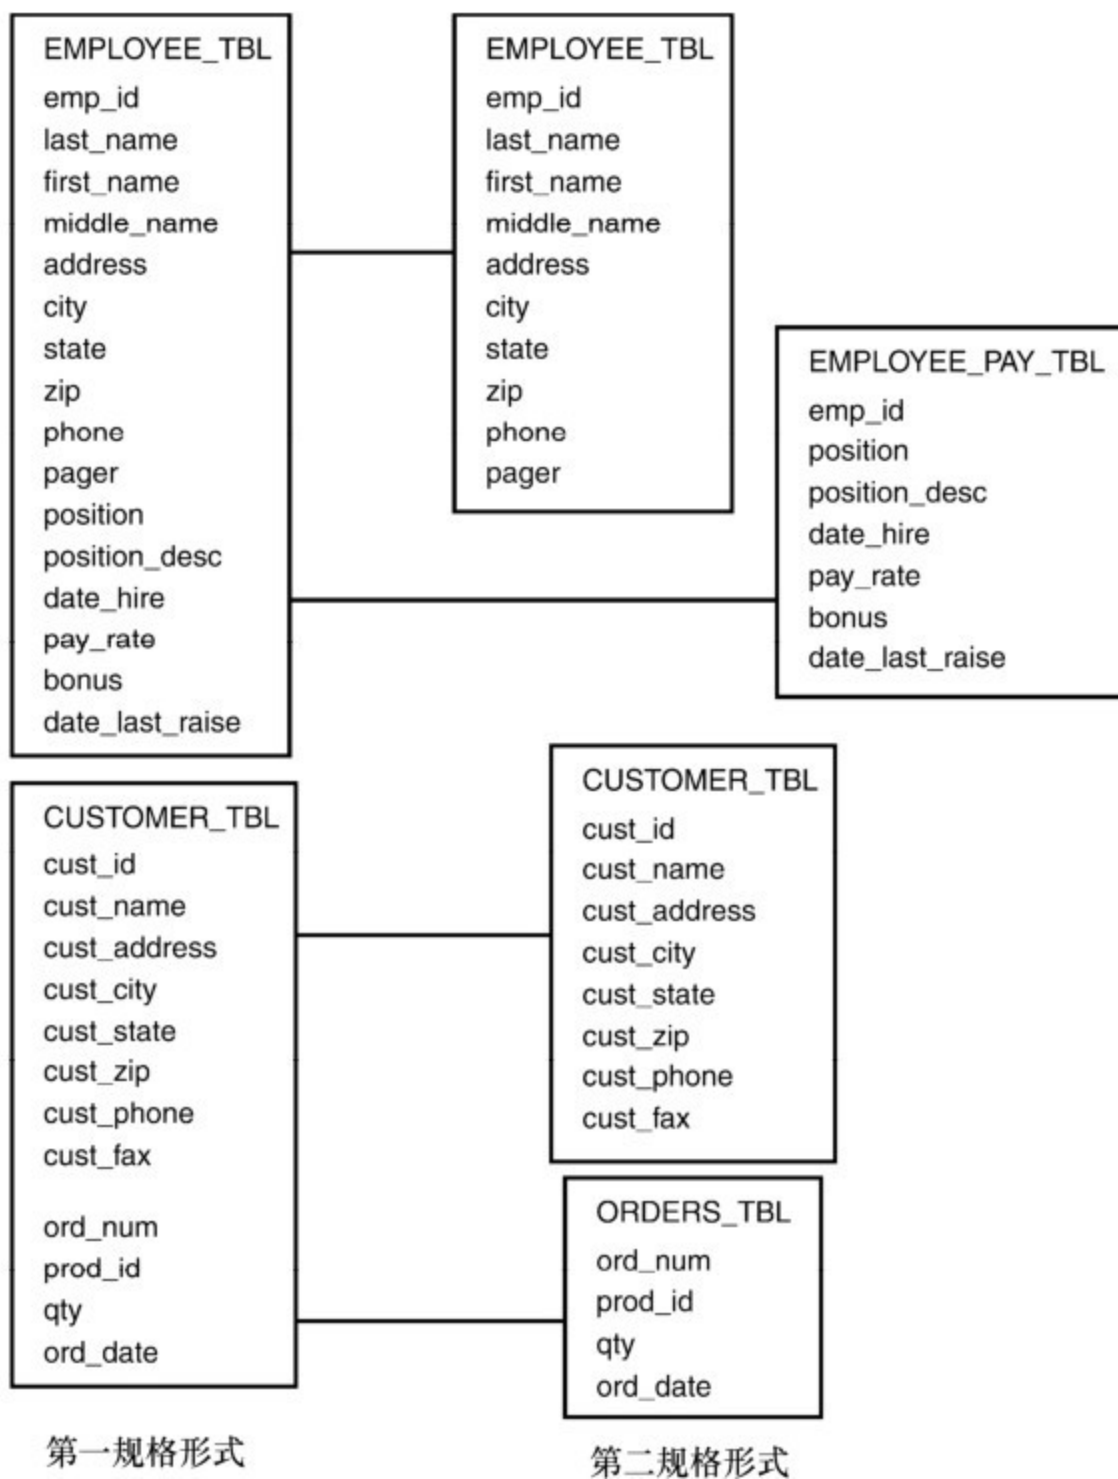 EMPLOYEE_TBL
emp_id
last_name
first_name
middle_name
address
city
state
zip
phone
pager
position
position_desc
date_hire
pay_rate
bonus
date_last_raise
EMPLOYEE_TBL
emp_id
last_name
first_name
middle_name
address
city
state
zip
phone
pager
EMPLOYEE_PAY_TBL
emp_id
position
position_desc
date_hire
pay_rate
bonus
date_last_raise
CUSTOMER_TBL
cust_id
cust_name
cust_address
cust_city
cust_state
cust_zip
cust_phone
cust_fax
ord_num
prod_id
qty
ord_date
CUSTOMER_TBL
cust_id
cust_name
cust_address
cust_city
cust_state
cust_zip
cust_phone
cust_fax
ORDERS_TBL
ord_num
prod_id
qty
ord_date
第一规格形式
第二规格形式